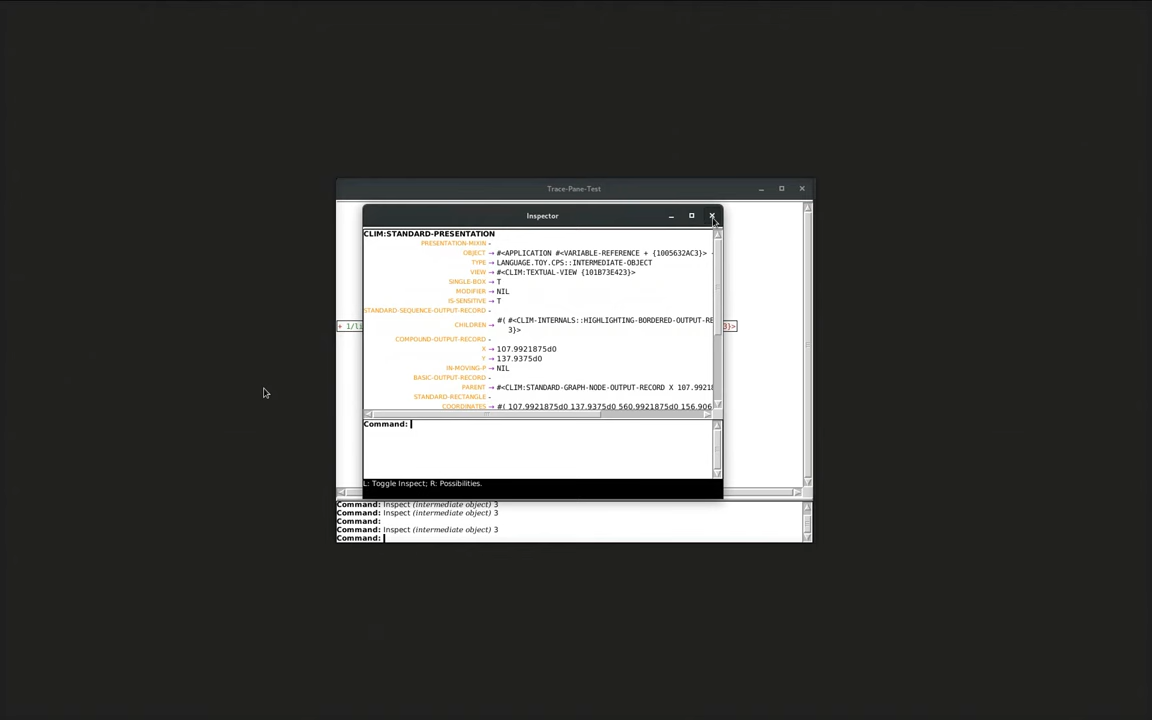 Trace-Pane-Test
Inspector
CLIM:STANDARD-PRESENTATION
PRESENTATION-MIXIN -
OBJECT → #<APPLICATION #<VARIABLE-REFERENCE + {1005632AC3}>
TYPE → LANGUAGE.TOY.CPS::INTERMEDIATE-OBJECT
VIEW → #<CLIM:TEXTUAL-VIEW {101B73E423}>
SINGLE-BOX → T
MODIFIER → NIL
IS-SENSITIVE → T
STANDARD-SEQUENCE-OUTPUT-RECORD -
+ 1/li
CHILDREN → #( #<CLIM-INTERNALS::HIGHLIGHTING-BORDERED-OUTPUT-RE
3}>
3}>
COMPOUND-OUTPUT-RECORD -
X → 107.9921875d0
Y → 137.9375d0
IN-MOVING-P → NIL
BASIC-OUTPUT-RECORD -
PARENT → #<CLIM:STANDARD-GRAPH-NODE-OUTPUT-RECORD X 107.9921
STANDARD-RECTANGLE -
COORDINATES → #( 107.9921875d0 137.9375d0 560.9921875d0 156.906
Command:
L: Toggle Inspect; R: Possibilities.
Command: Inspect (intermediate object) 3
Command: Inspect (intermediate object) 3
Command:
Command: Inspect (intermediate object) 3
Command: